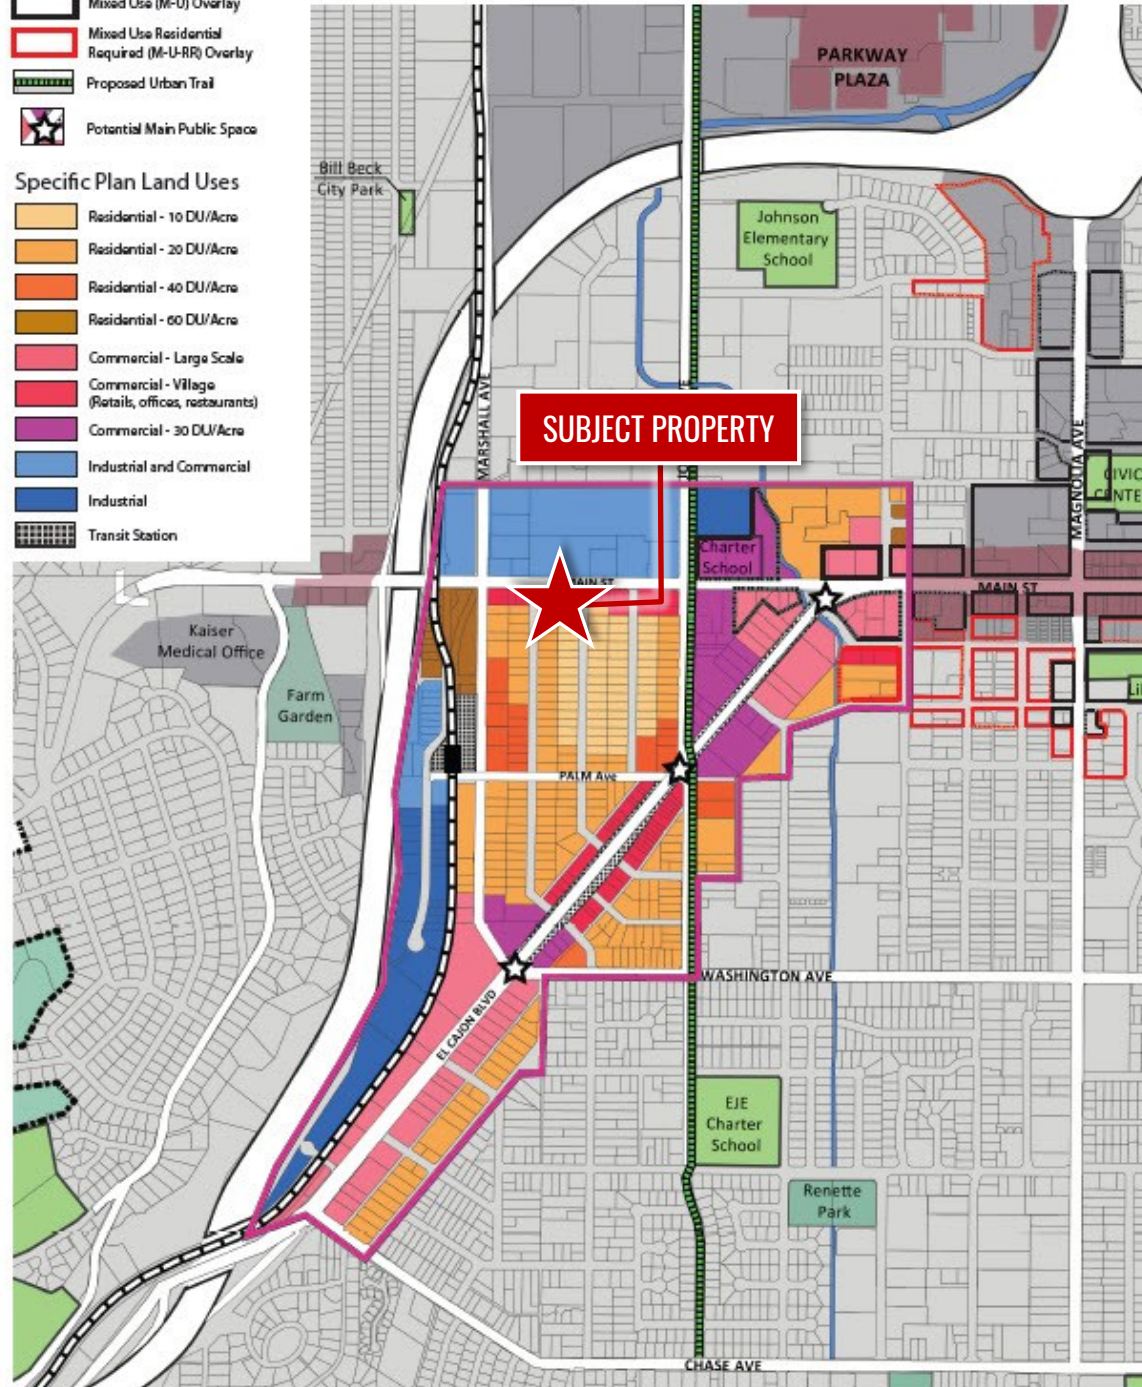 Mixed Use (M-U) Overlay
Mixed Use Residential
Required (M-U-RR) Overlay
Proposed Urban Trail
Potential Main Public Space
Specific Plan Land Uses
Residential - 10 DU/Acre
Residential - 20 DU/Acre
Residential - 40 DU/Acre
Residential - 60 DU/Acre
Commercial - Large Scale
Commercial - Village
(Retails, offices, restaurants)
Commercial - 30 DU/Acre
Industrial and Commercial
Industrial
Transit Station
PARKWAY
PLAZA
Bill Beck
City Park
Johnson
Elementary
School
MARSHALL AVE
SUBJECT PROPERTY
MAGNOLIA AVE
CIVIC
CENTE
Charter
School
MAIN ST
MAIN ST
Kaiser
Medical Office
Farm
Garden
Li
PALM Ave
WASHINGTON AVE
EL CAJON BLVD
EJE
Charter
School
Renette
Park
CHASE AVE